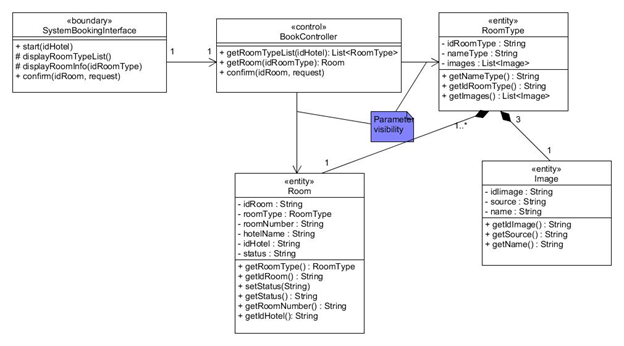 «boundary»
SystemBookingInterface
+ start(idHotel)
# displayRoomTypeList()
# displayRoomInfo(idRoomType)
+ confirm(idRoom, request)
1
1
«control»
BookController
+ getRoomTypeList(idHotel): List<RoomType>
+ getRoom(idRoomType): Room
+ confirm(idRoom, request)
«entity»
RoomType
- idRoomType : String
- nameType : String
- images : List<Image>
+ getNameType() : String
+ getIdRoomType() : String
+ getImages() : List<Image>
Parameter
visibility
1..*
3
1
1
«entity»
Room
- idRoom : String
- roomType : RoomType
- roomNumber : String
- hotelName : String
- idHotel : String
- status : String
+ getRoomType() : RoomType
+ getIdRoom() : String
+ setStatus(String)
+ getStatus() : String
+ getRoomNumber() : String
+ getIdHotel(): String
«entity»
Image
- idIimage : String
- source : String
- name : String
+ getIdImage() : String
+ getSource() : String
+ getName() : String